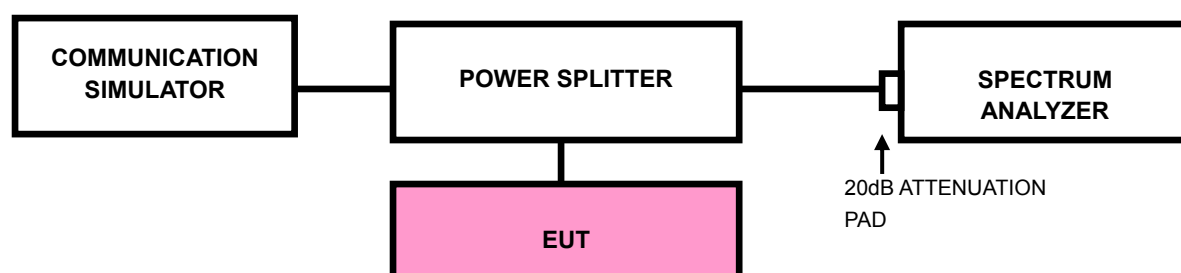 COMMUNICATION
SIMULATOR
POWER SPLITTER
SPECTRUM
ANALYZER
20dB ATTENUATION
PAD
EUT